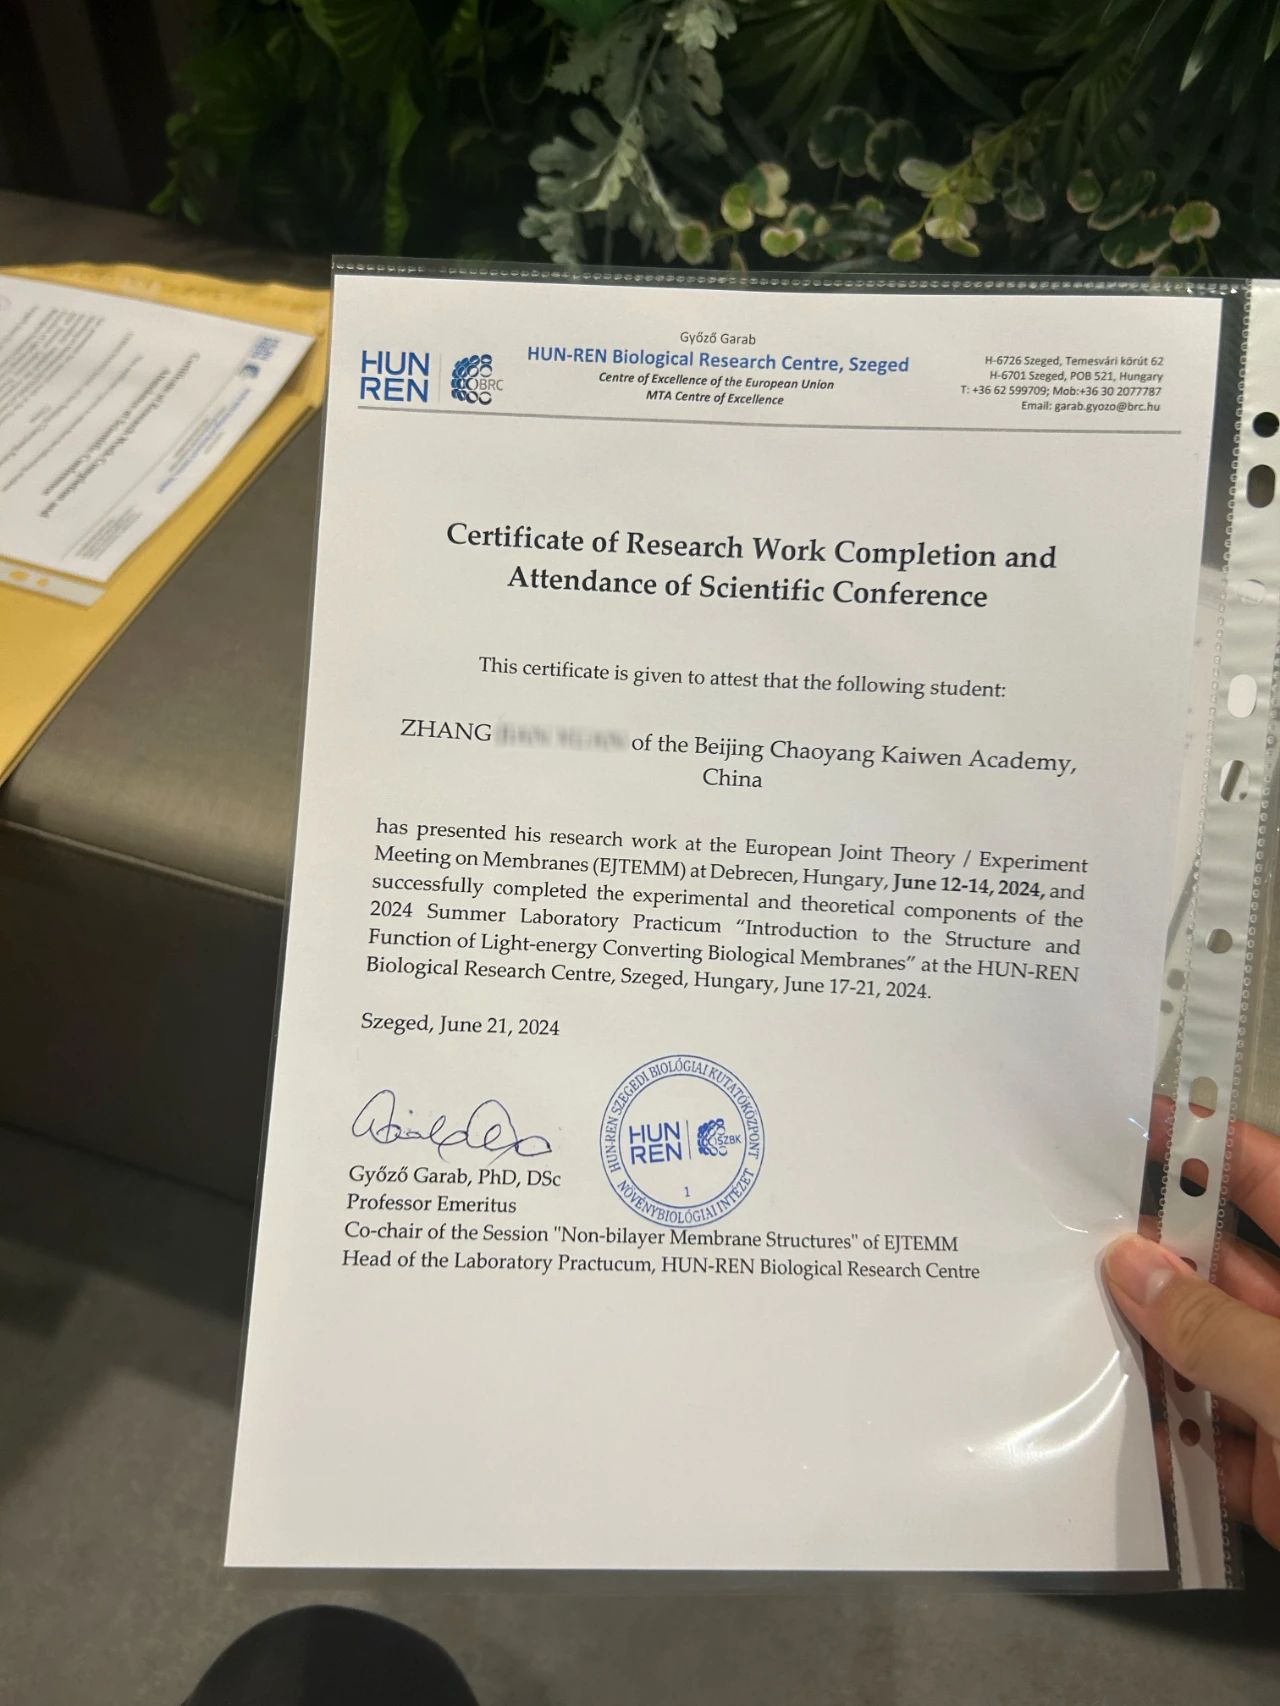 HUN
REN
BRC
Győző Garab
HUN-REN Biological Research Centre, Szeged
Centre of Excellence of the European Union
MTA Centre of Excellence
H-6726 Szeged, Temesvári körút 62
H-6701 Szeged, POB 521, Hungary
T: +36 62 599709; Mob:+36 30 2077787
Email: garab.gyozo@brc.hu
Certificate of Research Work Completion and
Attendance of Scientific Conference
This certificate is given to attest that the following student:
ZHANG of the Beijing Chaoyang Kaiwen Academy,
China
has presented his research work at the European Joint Theory / Experiment
Meeting on Membranes (EJTEMM) at Debrecen, Hungary, June 12-14, 2024, and
successfully completed the experimental and theoretical components of the
2024 Summer Laboratory Practicum “Introduction to the Structure and
Function of Light-energy Converting Biological Membranes” at the HUN-REN
Biological Research Centre, Szeged, Hungary, June 17-21, 2024.
Szeged, June 21, 2024
HUN-REN SZEGEDI BIOLÓGIAI KUTATÓKÖZPONT
HUN
REN
SZBK
1
NÖVÉNYBIOLÓGIAI INTÉZET
Győző Garab, PhD, DSc
Professor Emeritus
Co-chair of the Session "Non-bilayer Membrane Structures" of EJTEMM
Head of the Laboratory Practucum, HUN-REN Biological Research Centre